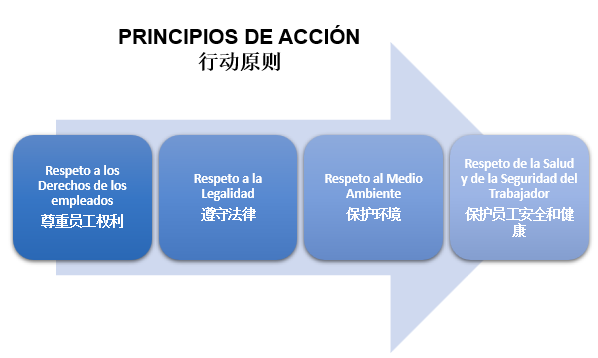 PRINCIPIOS DE ACCIÓN
行动原则
Respeto a los
Derechos de los
empleados
尊重员工权利
Respeto a la
Legalidad
遵守法律
Respeto al Medio
Ambiente
保护环境
Respeto de la Salud
y de la Seguridad del
Trabajador
保护员工安全和健
康